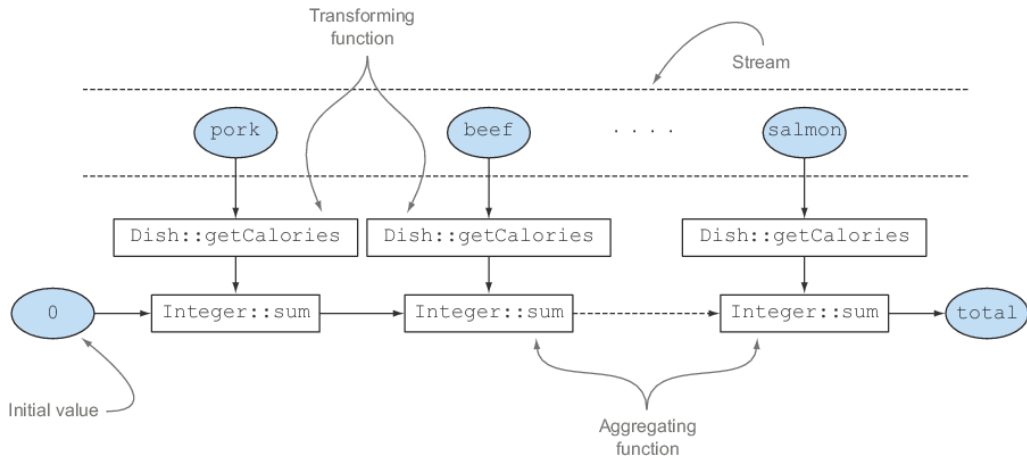 Transforming
function
Stream
pork
beef
. . . .
salmon
Dish::getCalories
Dish::getCalories
Dish::getCalories
0
Integer::sum
Integer::sum
Integer::sum
total
Initial value
Aggregating
function